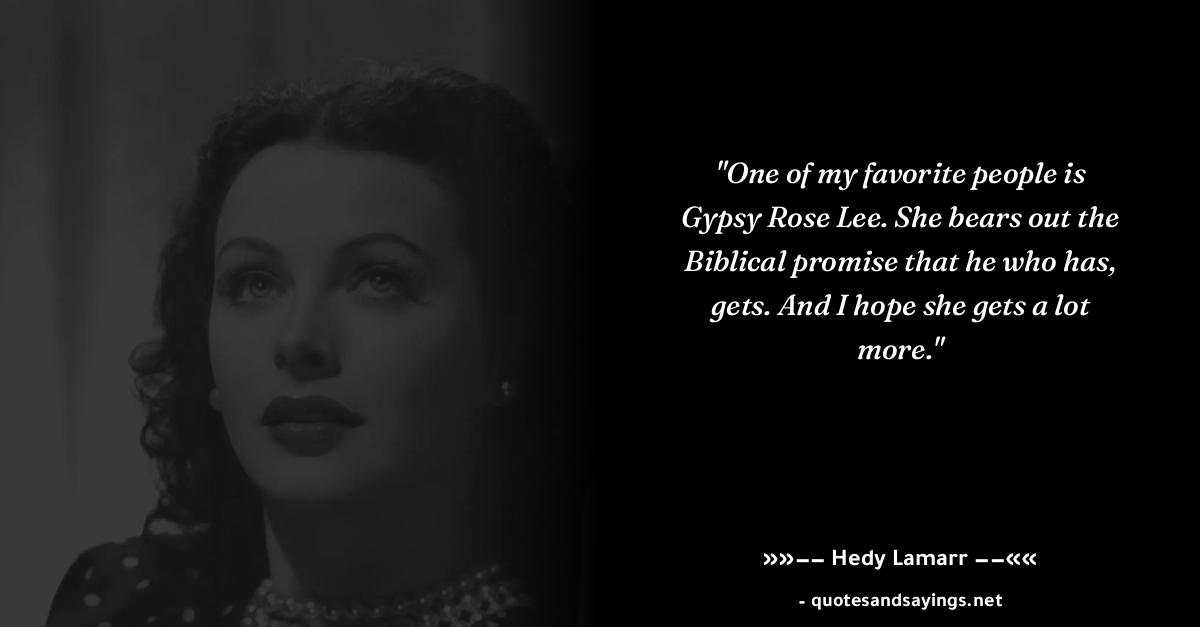 "One of my favorite people is
Gypsy Rose Lee. She bears out the
Biblical promise that he who has,
gets. And I hope she gets a lot
more."
»»−− Hedy Lamarr −−««
- quotesandsayings.net